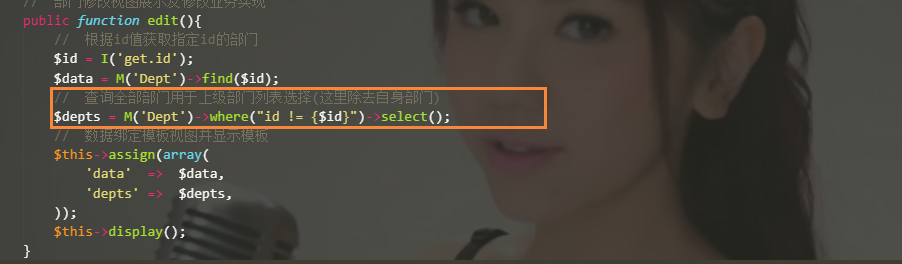 // 部门修改视图展示及修改业务实现
public function edit(){
// 根据id值获取指定id的部门
$id = I('get.id');
$data = M('Dept')->find($id);
// 查询全部部门用于上级部门列表选择(这里除去自身部门)
$depts = M('Dept')->where("id != {$id}")->select();
// 数据绑定模板视图并显示模板
$this->assign(array(
'data' => $data,
'depts' => $depts,
));
$this->display();
}